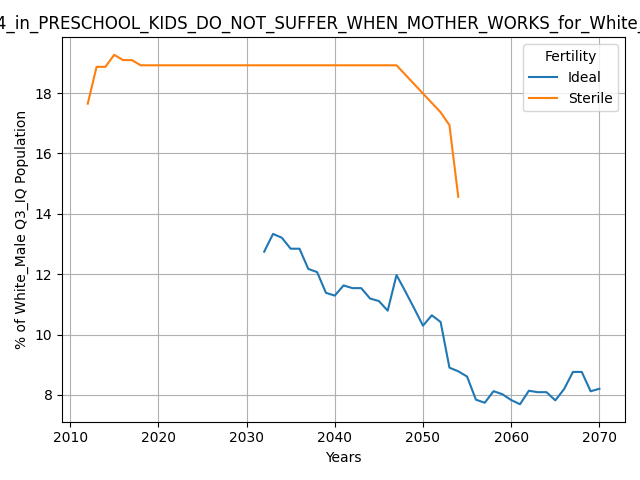 4_in_PRESCHOOL_KIDS_DO_NOT_SUFFER_WHEN_MOTHER_WORKS_for_White_
Fertility
Ideal
Sterile
% of White_Male Q3_IQ Population
18
16
14
12
10
8
2010 2020 2030 2040 2050 2060 2070
Years